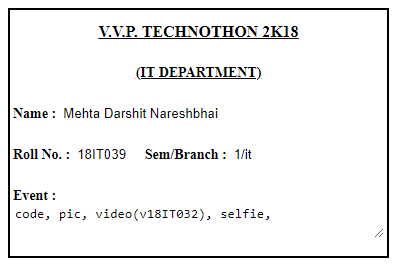 V.V.P. TECHNOTHON 2K18
(IT DEPARTMENT)
Name : Mehta Darshit Nareshbhai
Roll No. : 18IT039 Sem/Branch : 1/it
Event :
code, pic, video(v18IT032), selfie,